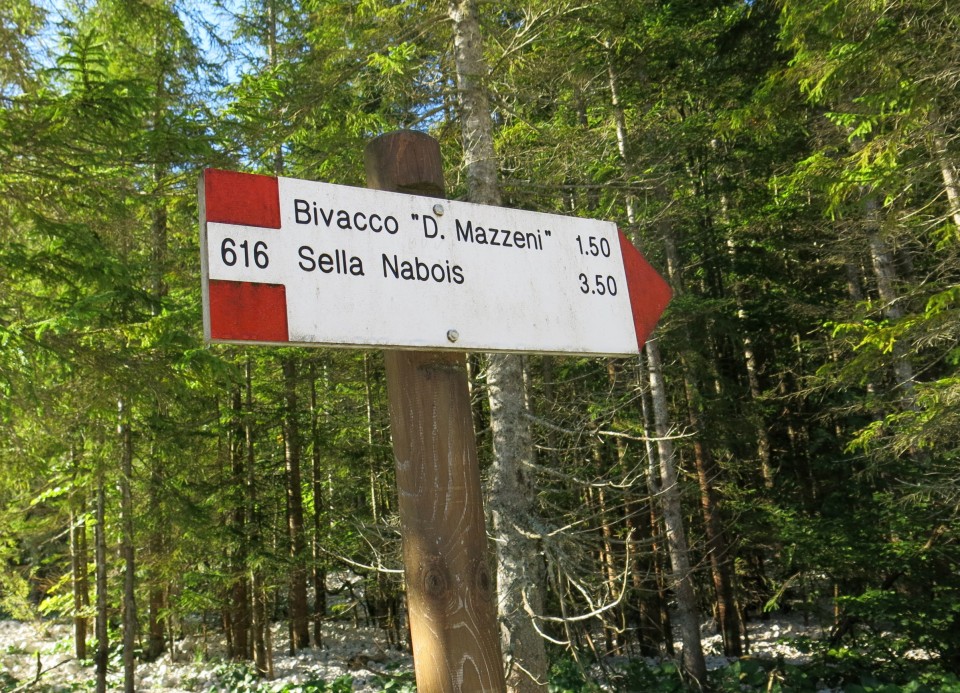 Bivacco "D. Mazzeni" 1.50
616 Sella Nabois 3.50